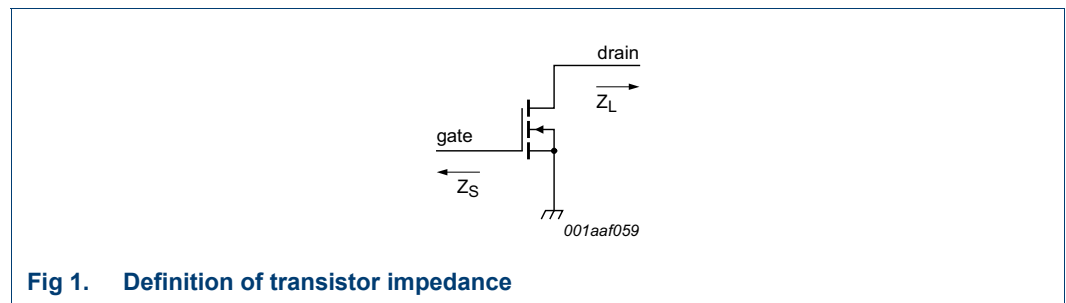 drain
Z_L
gate
Z_S
001aaf059
Fig 1. Definition of transistor impedance